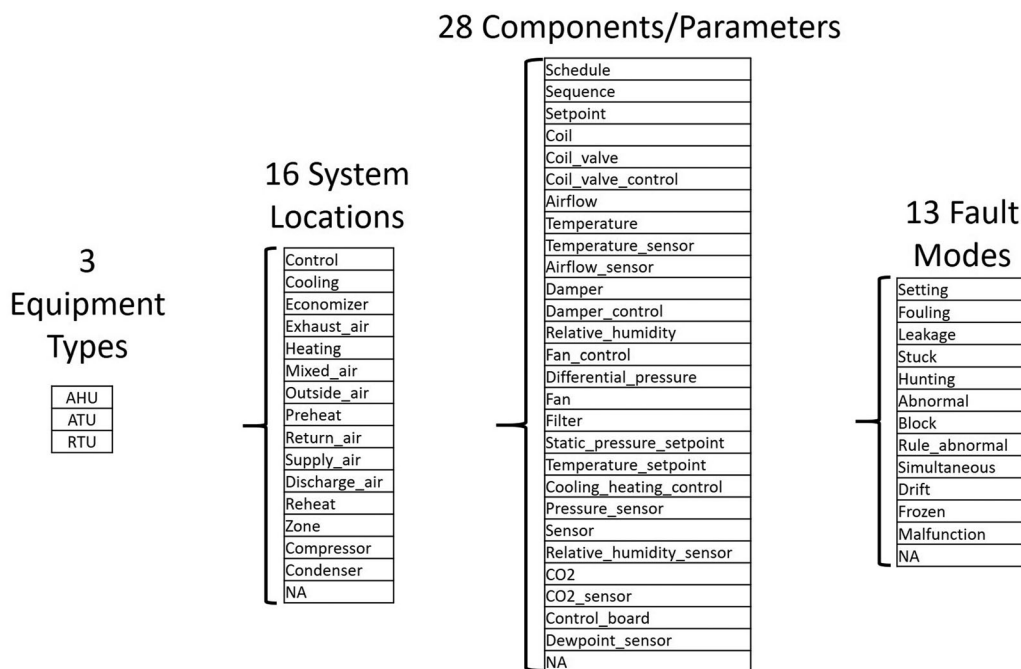 3
Equipment
Types
AHU
ATU
RTU
16 System
Locations
Control
Cooling
Economizer
Exhaust_air
Heating
Mixed_air
Outside_air
Preheat
Return_air
Supply_air
Discharge_air
Reheat
Zone
Compressor
Condenser
NA
28 Components/Parameters
Schedule
Sequence
Setpoint
Coil
Coil_valve
Coil_valve_control
Airflow
Temperature
Temperature_sensor
Airflow_sensor
Damper
Damper_control
Relative_humidity
Fan_control
Differential_pressure
Fan
Filter
Static_pressure_setpoint
Temperature_setpoint
Cooling_heating_control
Pressure_sensor
Sensor
Relative_humidity_sensor
CO2
CO2_sensor
Control_board
Dewpoint_sensor
NA
13 Fault
Modes
Setting
Fouling
Leakage
Stuck
Hunting
Abnormal
Block
Rule_abnormal
Simultaneous
Drift
Frozen
Malfunction
NA